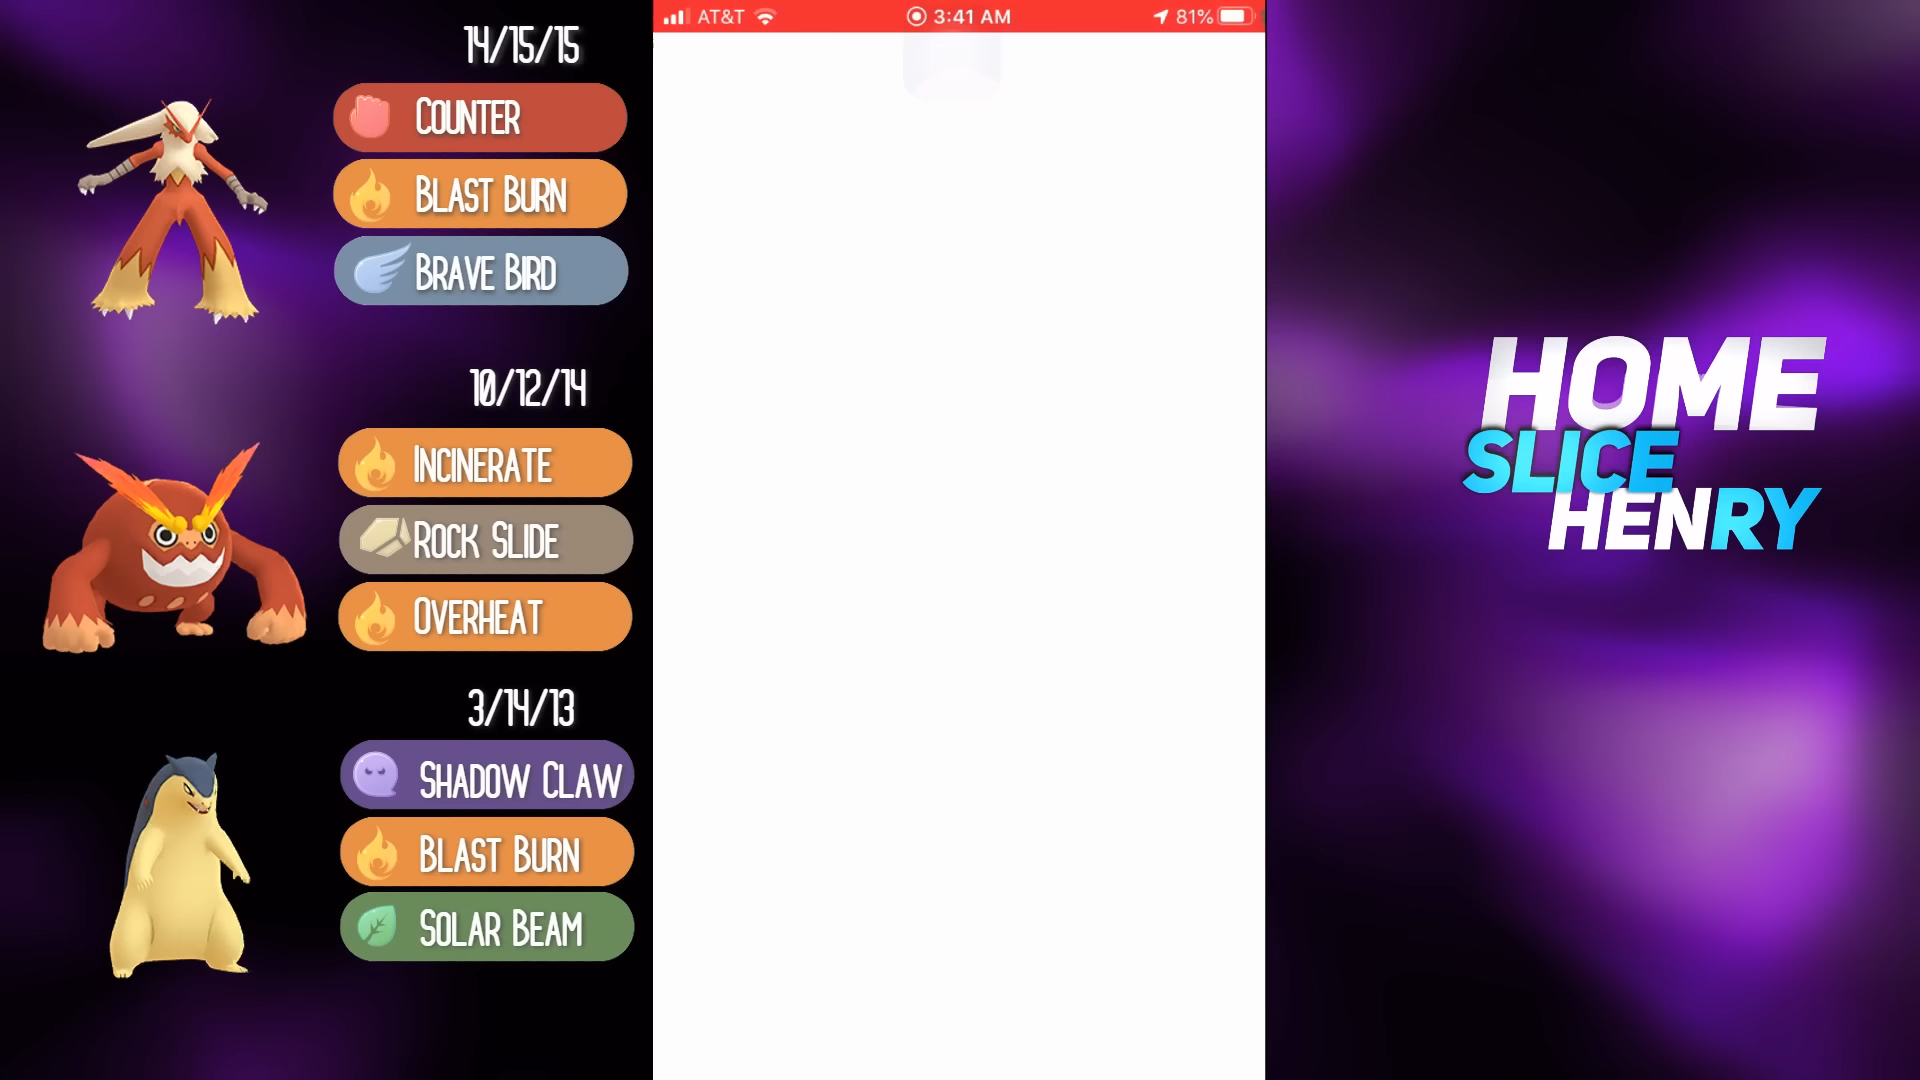 14/15/15
COUNTER
BLAST BURN
BRAVE BIRD
10/12/14
INCINERATE
ROCK SLIDE
OVERHEAT
3/14/13
SHADOW CLAW
BLAST BURN
SOLAR BEAM
AT&T 3:41 AM 81%
HOME
SLICE
HENRY